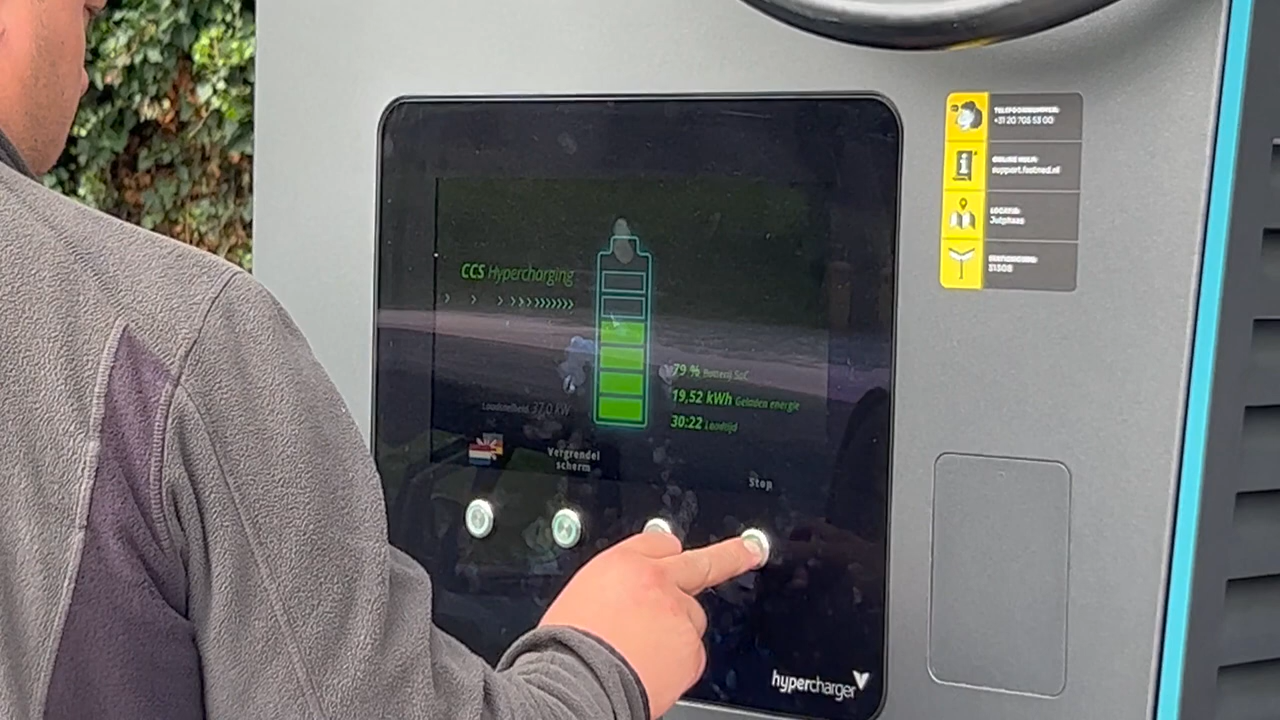 TELEFOONNUMMER:
+31 20 705 53 00
ONLINE HULP:
support.fastned.nl
LOCATIE:
Jutphaas
CCS Hypercharging
79 % Batterij SoC
19,52 kWh Geladen energie
30:22 Laadtijd
Laadsnelheid 37,0 kW
Vergrendel
scherm
Stop
hypercharger